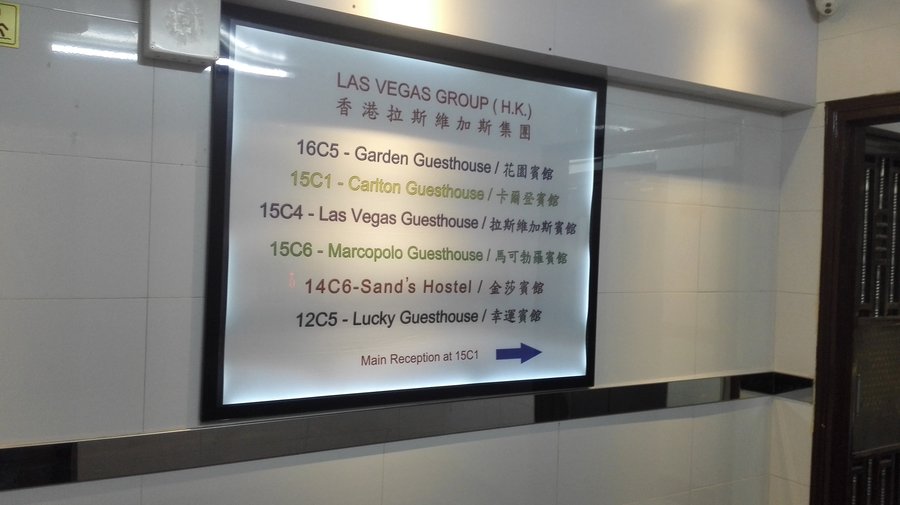 LAS VEGAS GROUP ( H.K.)
香港拉斯維加斯集團
16C5 - Garden Guesthouse / 花園賓館
15C1 - Carlton Guesthouse / 卡爾登賓館
15C4 - Las Vegas Guesthouse / 拉斯維加斯賓館
15C6 - Marcopolo Guesthouse / 馬可勃羅賓館
14C6-Sand's Hostel / 金莎賓館
12C5 - Lucky Guesthouse / 幸運賓館
Main Reception at 15C1